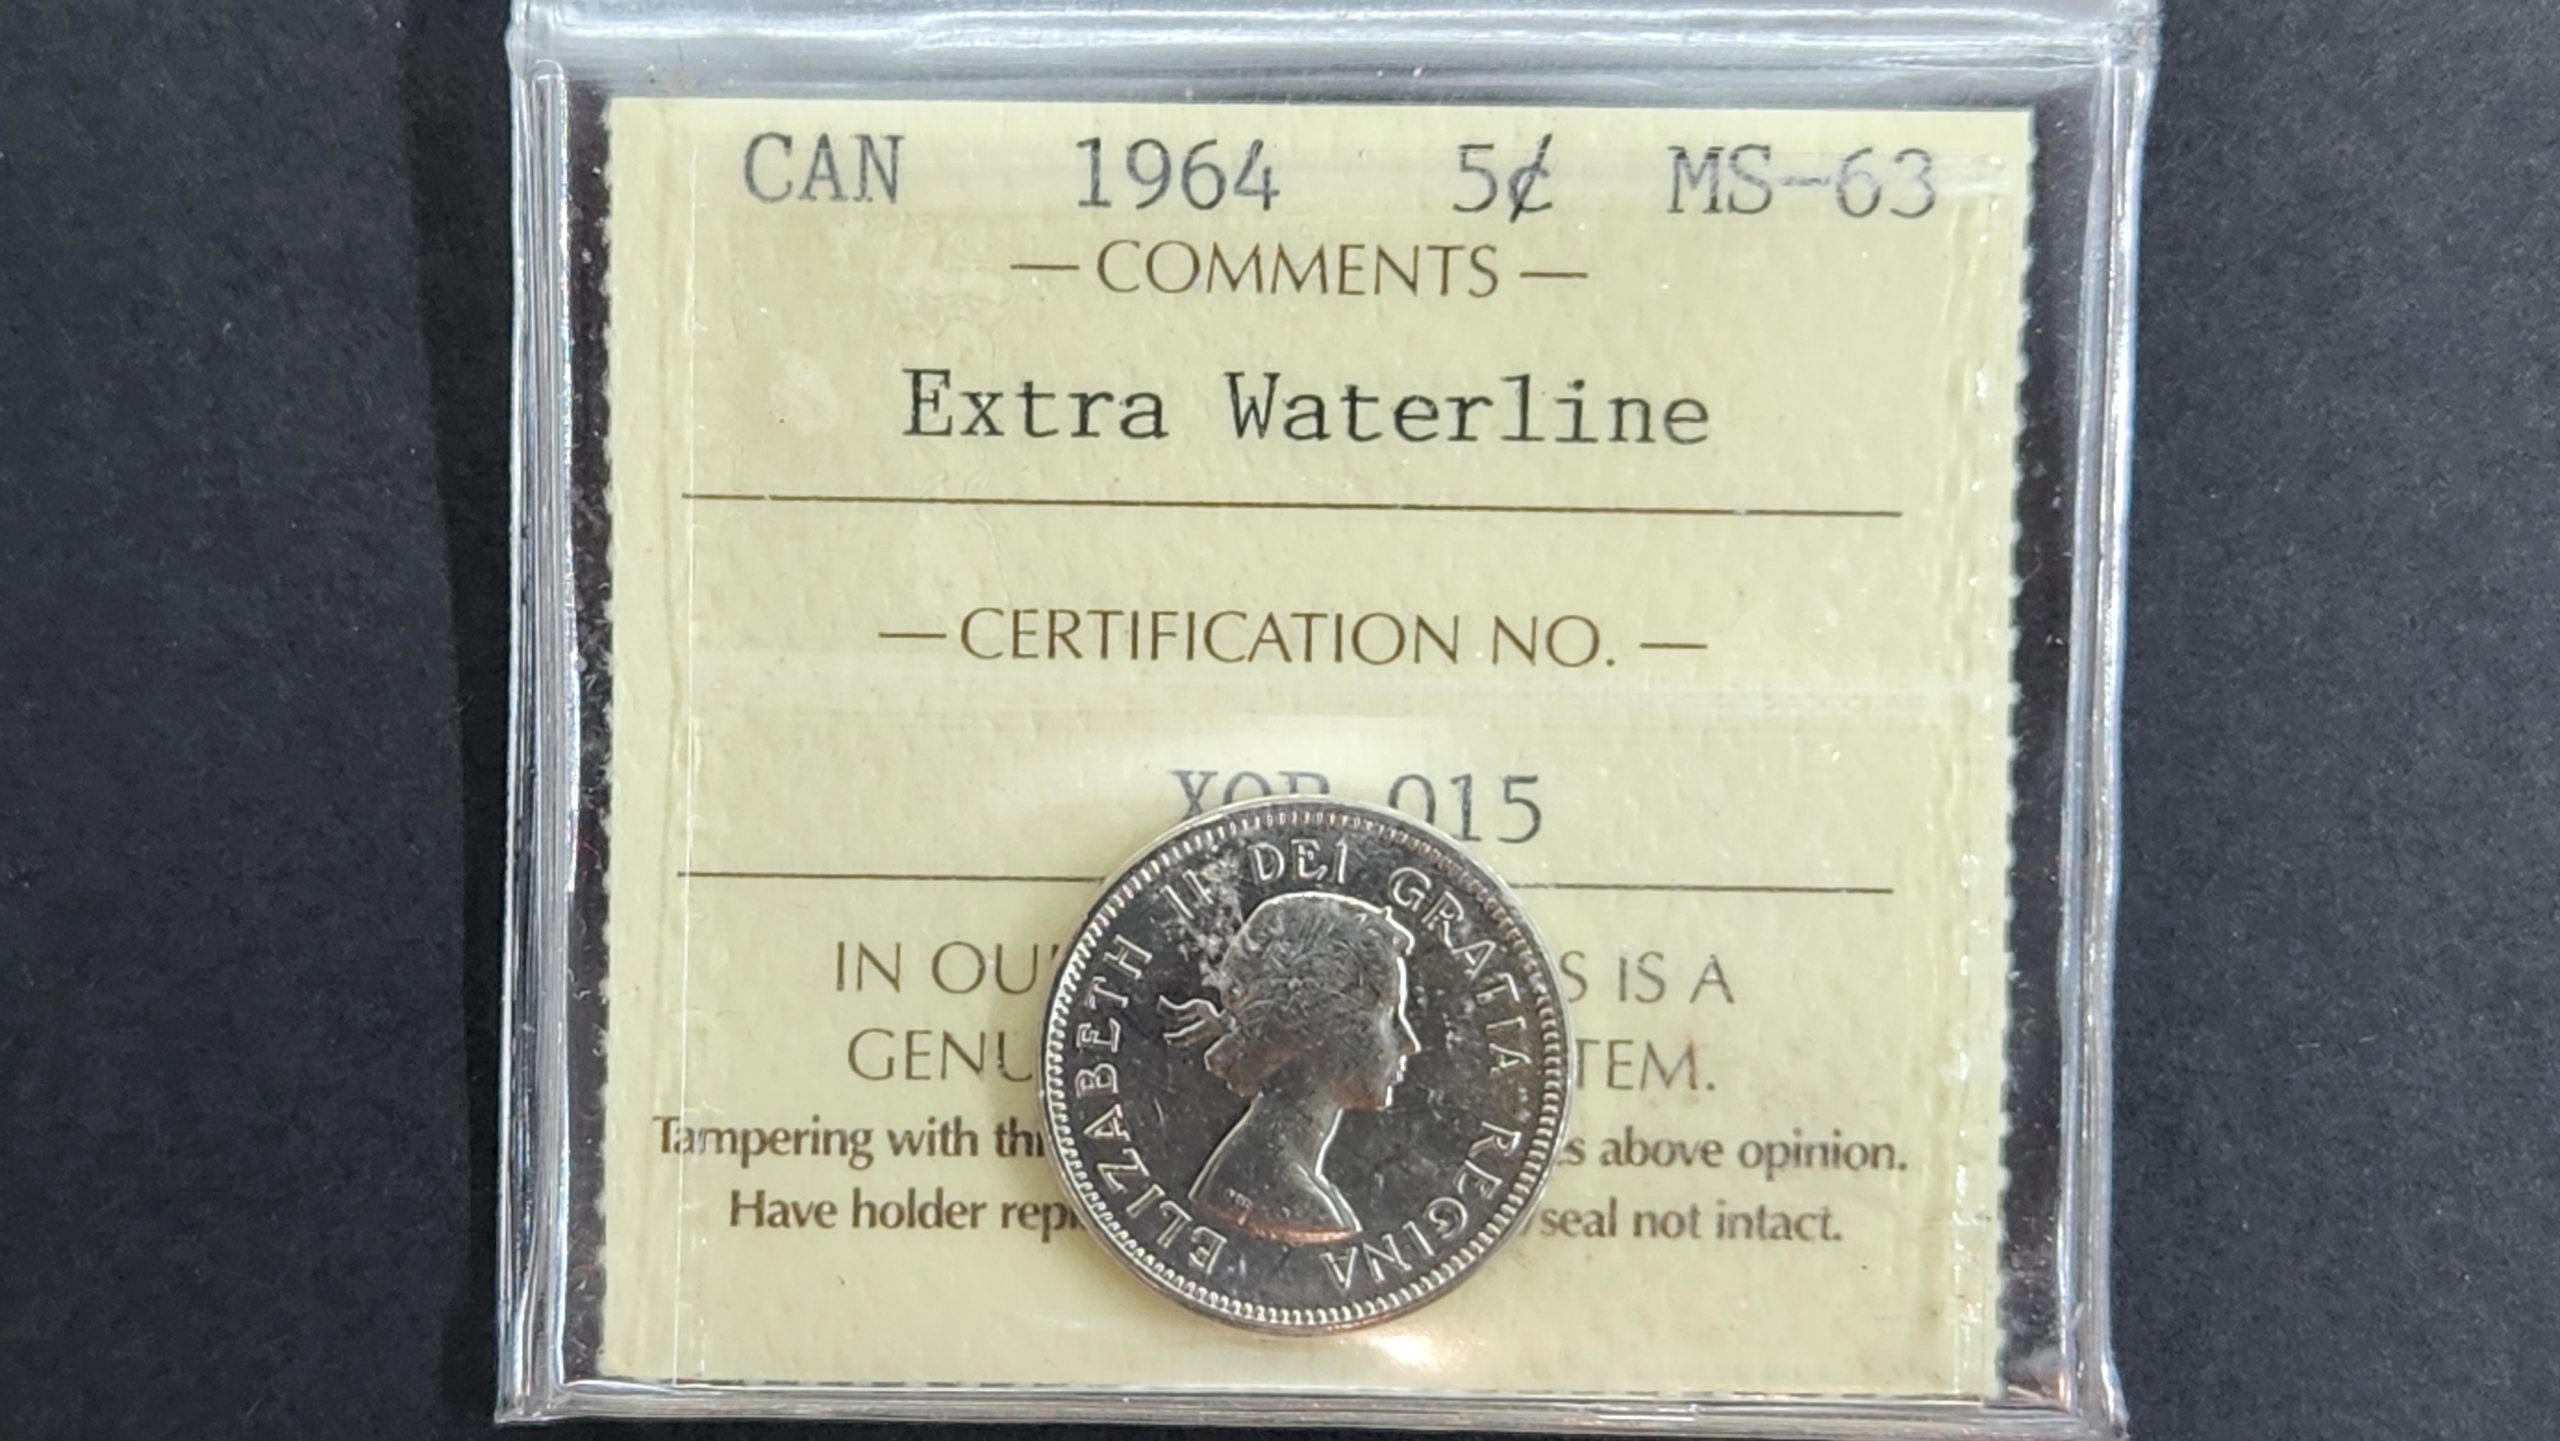 CAN 1964 5¢ MS-63
— COMMENTS —
Extra Waterline
— CERTIFICATION NO. —
015
IN OU S IS A
GENU TEM.
Tampering with thi s above opinion.
Have holder rep seal not intact.
ELIZABETH II DEI GRATIA REGINA